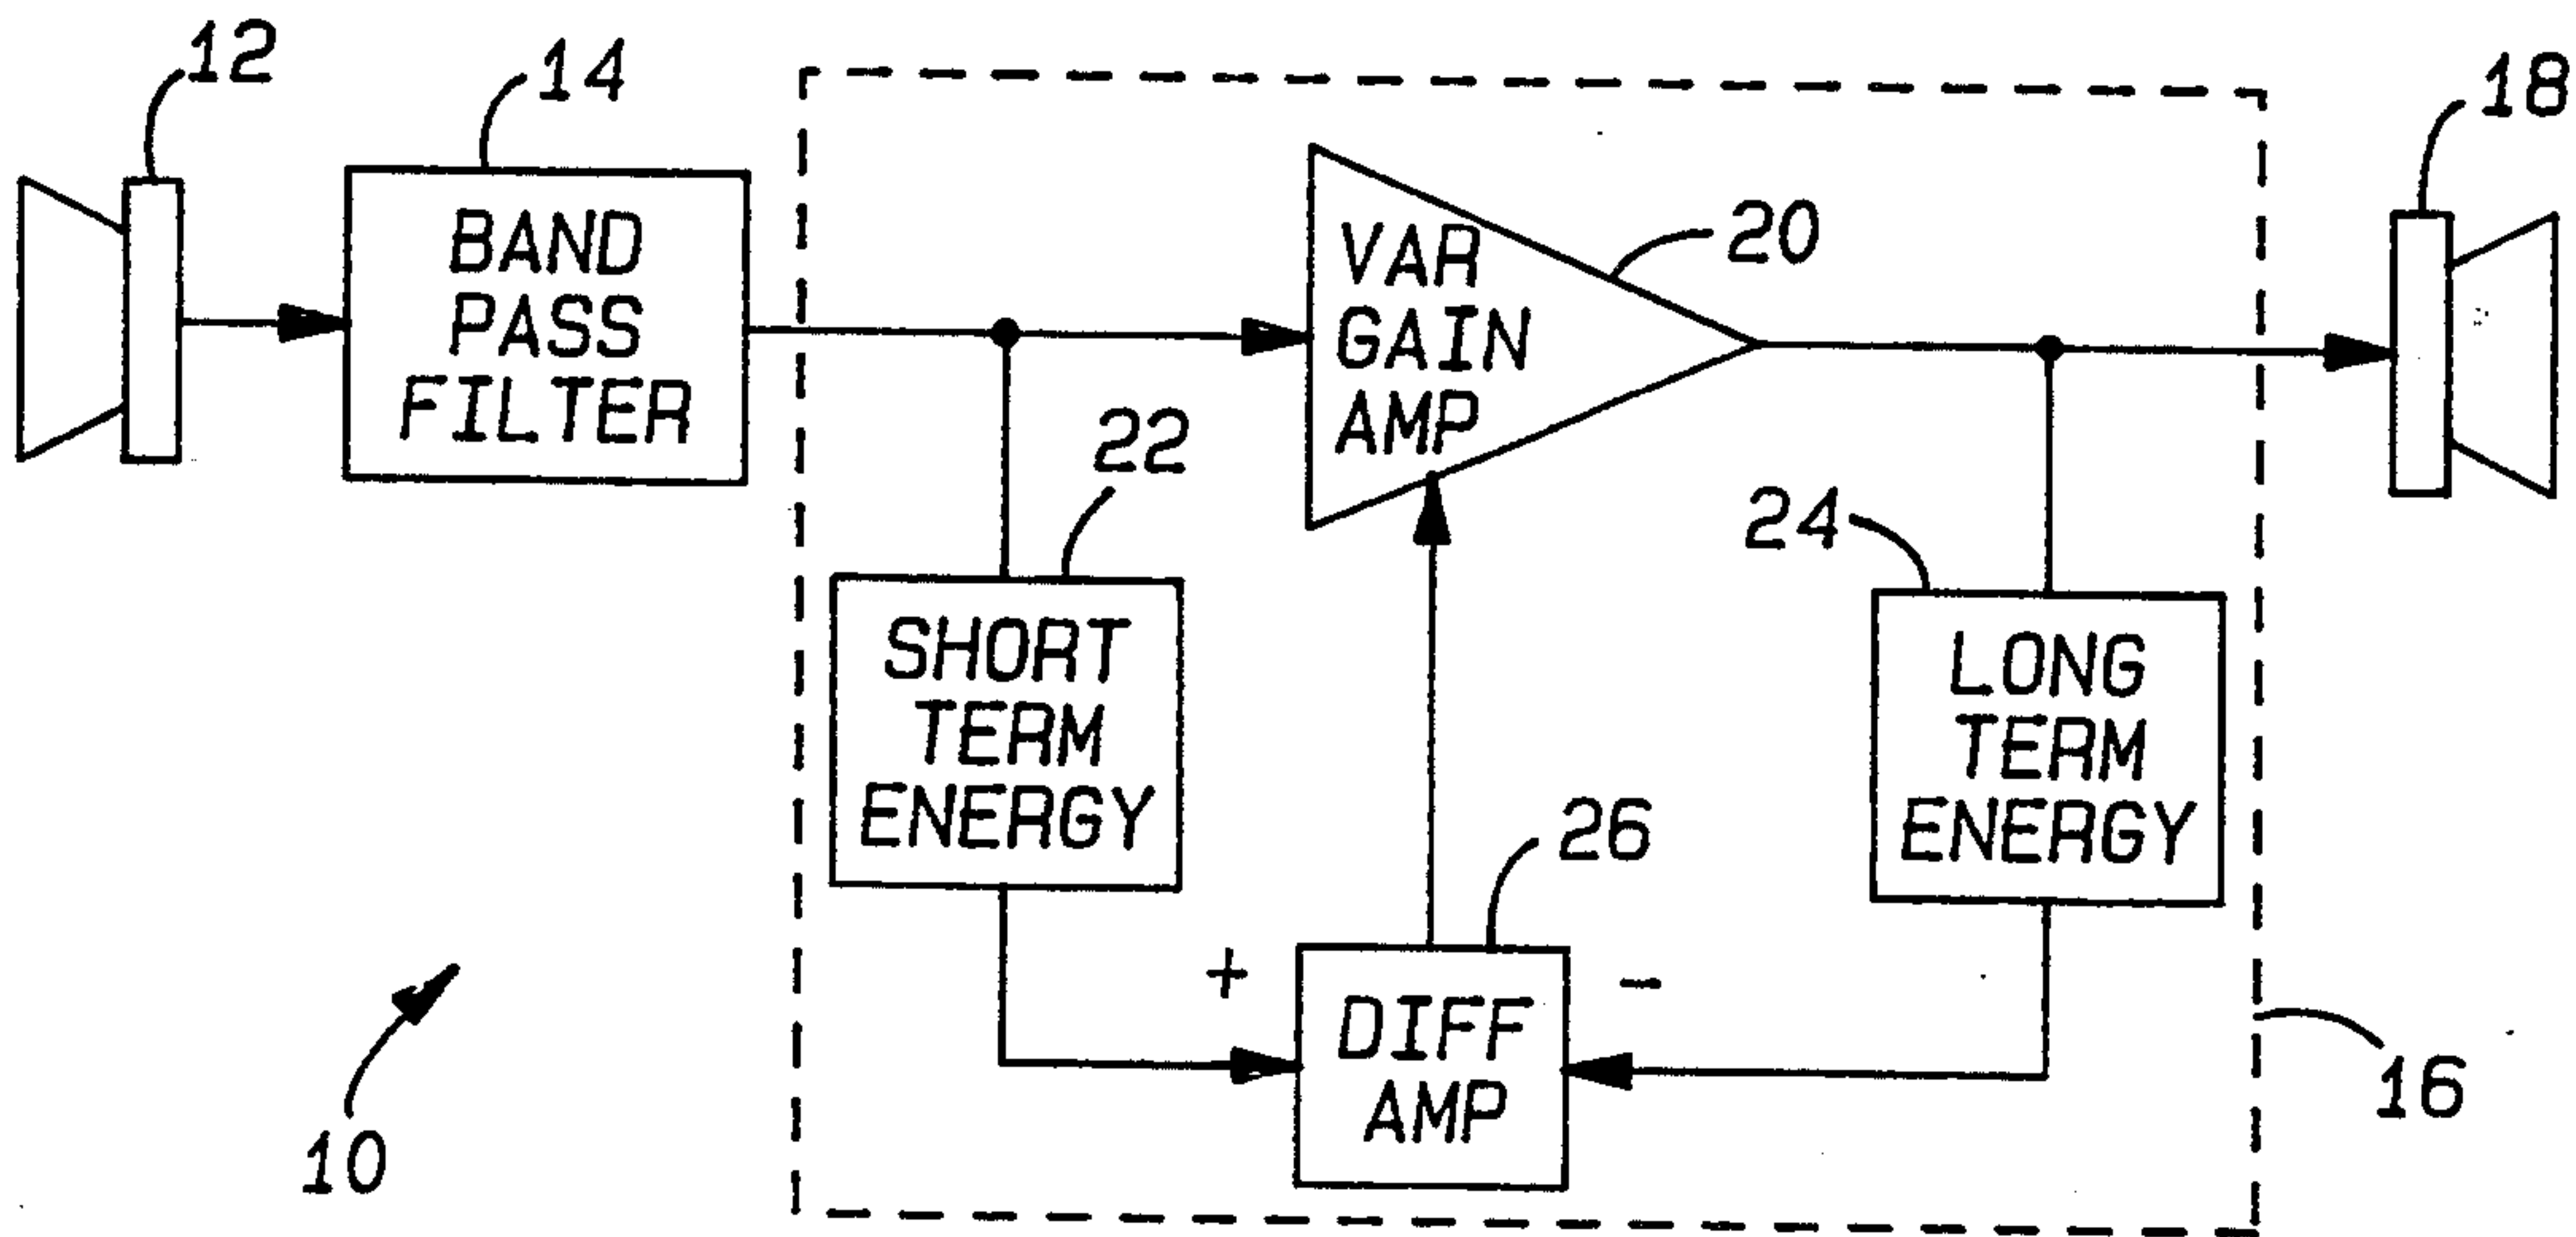 12
14
18
BAND
PASS
FILTER
VAR
GAIN
AMP
20
22
24
SHORT
TERM
ENERGY
LONG
TERM
ENERGY
26
+
-
DIFF
AMP
10
16